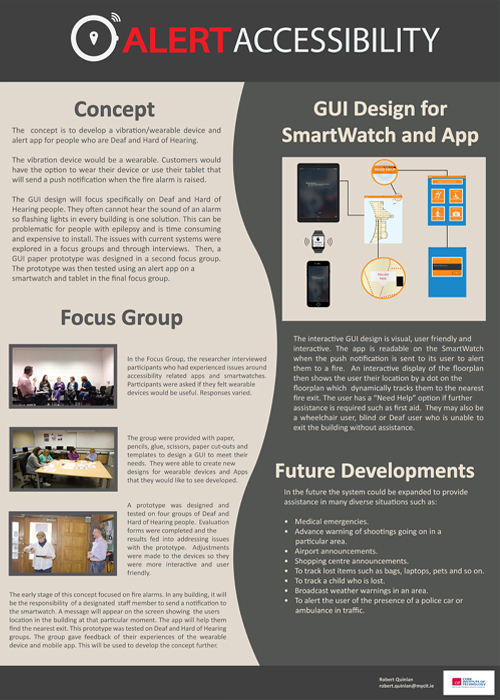 ALERT ACCESSIBILITY
Concept
The concept is to develop a vibration/wearable device and
alert app for people who are Deaf and Hard of Hearing.
The vibration device would be a wearable. Customers would
have the option to wear their device or use their tablet that
will send a push notification when the fire alarm is raised.
The GUI design will focus specifically on Deaf and Hard of
Hearing people. They often cannot hear the sound of an alarm
so flashing lights in every building is one solution. This can be
problematic for people with epilepsy and is time consuming
and expensive to install. The issues with current systems were
explored in a focus groups and through interviews. Then, a
GUI paper prototype was designed in a second focus group.
The prototype was then tested using an alert app on a
smartwatch and tablet in the final focus group.
Focus Group
In the Focus Group, the researcher interviewed
participants who had experienced issues around
accessibility related apps and smartwatches.
Participants were asked if they felt wearable
devices would be useful. Responses varied.
The group were provided with paper,
pencils, glue, scissors, paper cut-outs and
templates to design a GUI to meet their
needs. They were able to create new
designs for wearable devices and Apps
that they would like to see developed.
A prototype was designed and
tested on four groups of Deaf and
Hard of Hearing people. Evaluation
forms were completed and the
results fed into addressing issues
with the prototype. Adjustments
were made to the devices so they
were more interactive and user
friendly.
The early stage of this concept focused on fire alarms. In any building, it will
be the responsibility of a designated staff member to send a notification to
the smartwatch. A message will appear on the screen showing the users
location in the building at that particular moment. The app will help them
find the nearest exit. This prototype was tested on Deaf and Hard of Hearing
groups. The group gave feedback of their experiences of the wearable
device and mobile app. This will be used to develop the concept further.
GUI Design for
SmartWatch and App
The interactive GUI design is visual, user friendly and
interactive. The app is readable on the SmartWatch
when the push notification is sent to its user to alert
them to a fire. An interactive display of the floorplan
then shows the user their location by a dot on the
floorplan which dynamically tracks them to the nearest
fire exit. The user has a "Need Help" option if further
assistance is required such as first aid. They may also be
a wheelchair user, blind or Deaf user who is unable to
exit the building without assistance.
Future Developments
In the future the system could be expanded to provide
assistance in many diverse situations such as:
• Medical emergencies.
• Advance warning of shootings going on in a
particular area.
• Airport announcements.
• Shopping centre announcements.
• To track lost items such as bags, laptops, pets and so on.
• To track a child who is lost.
• Broadcast weather warnings in an area.
• To alert the user of the presence of a police car or
ambulance in traffic.
Robert Quinlan
robert.quinlan@mycit.ie
CIT
CORK
INSTITUTE OF
TECHNOLOGY